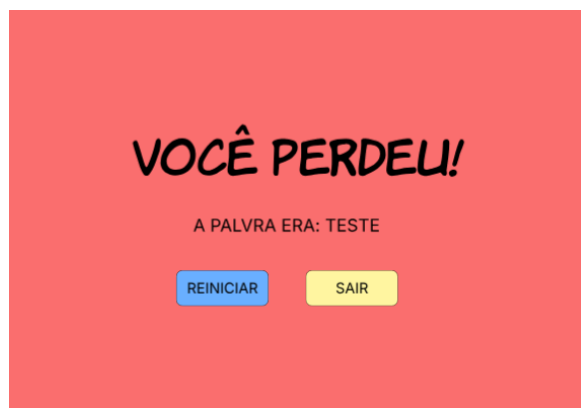 VOCÊ PERDEU!
A PALVRA ERA: TESTE
REINICIAR
SAIR